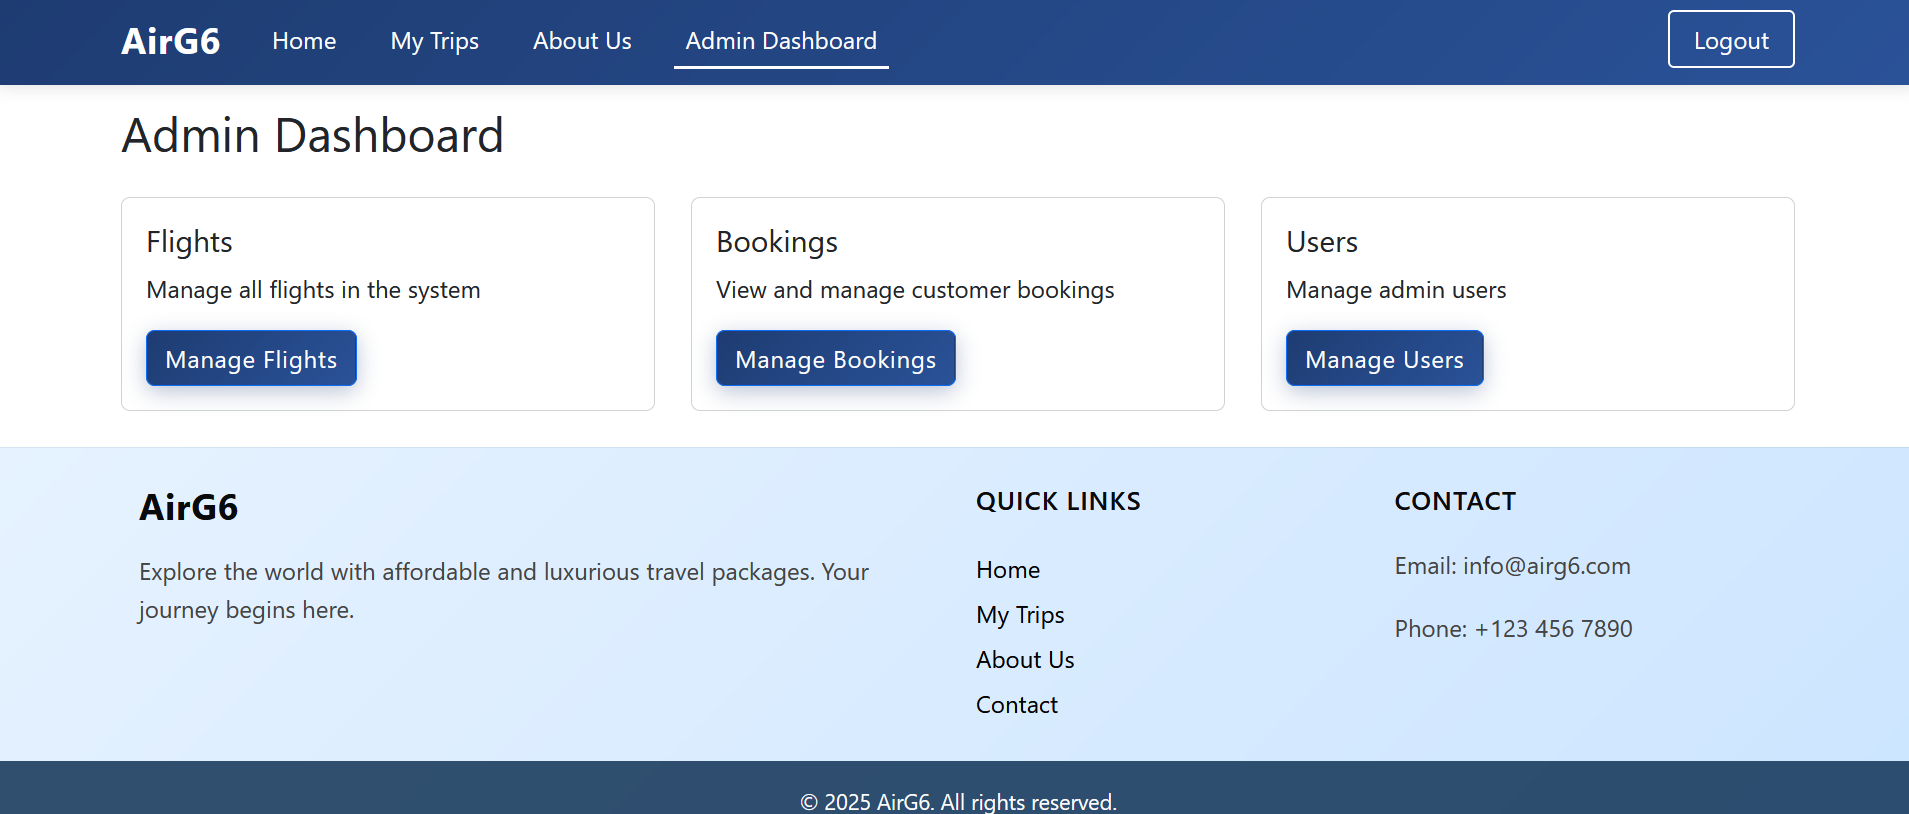 AirG6 Home My Trips About Us Admin Dashboard Logout
Admin Dashboard
Flights
Manage all flights in the system
Manage Flights
Bookings
View and manage customer bookings
Manage Bookings
Users
Manage admin users
Manage Users
AirG6
Explore the world with affordable and luxurious travel packages. Your
journey begins here.
QUICK LINKS
Home
My Trips
About Us
Contact
CONTACT
Email: info@airg6.com
Phone: +123 456 7890
© 2025 AirG6. All rights reserved.